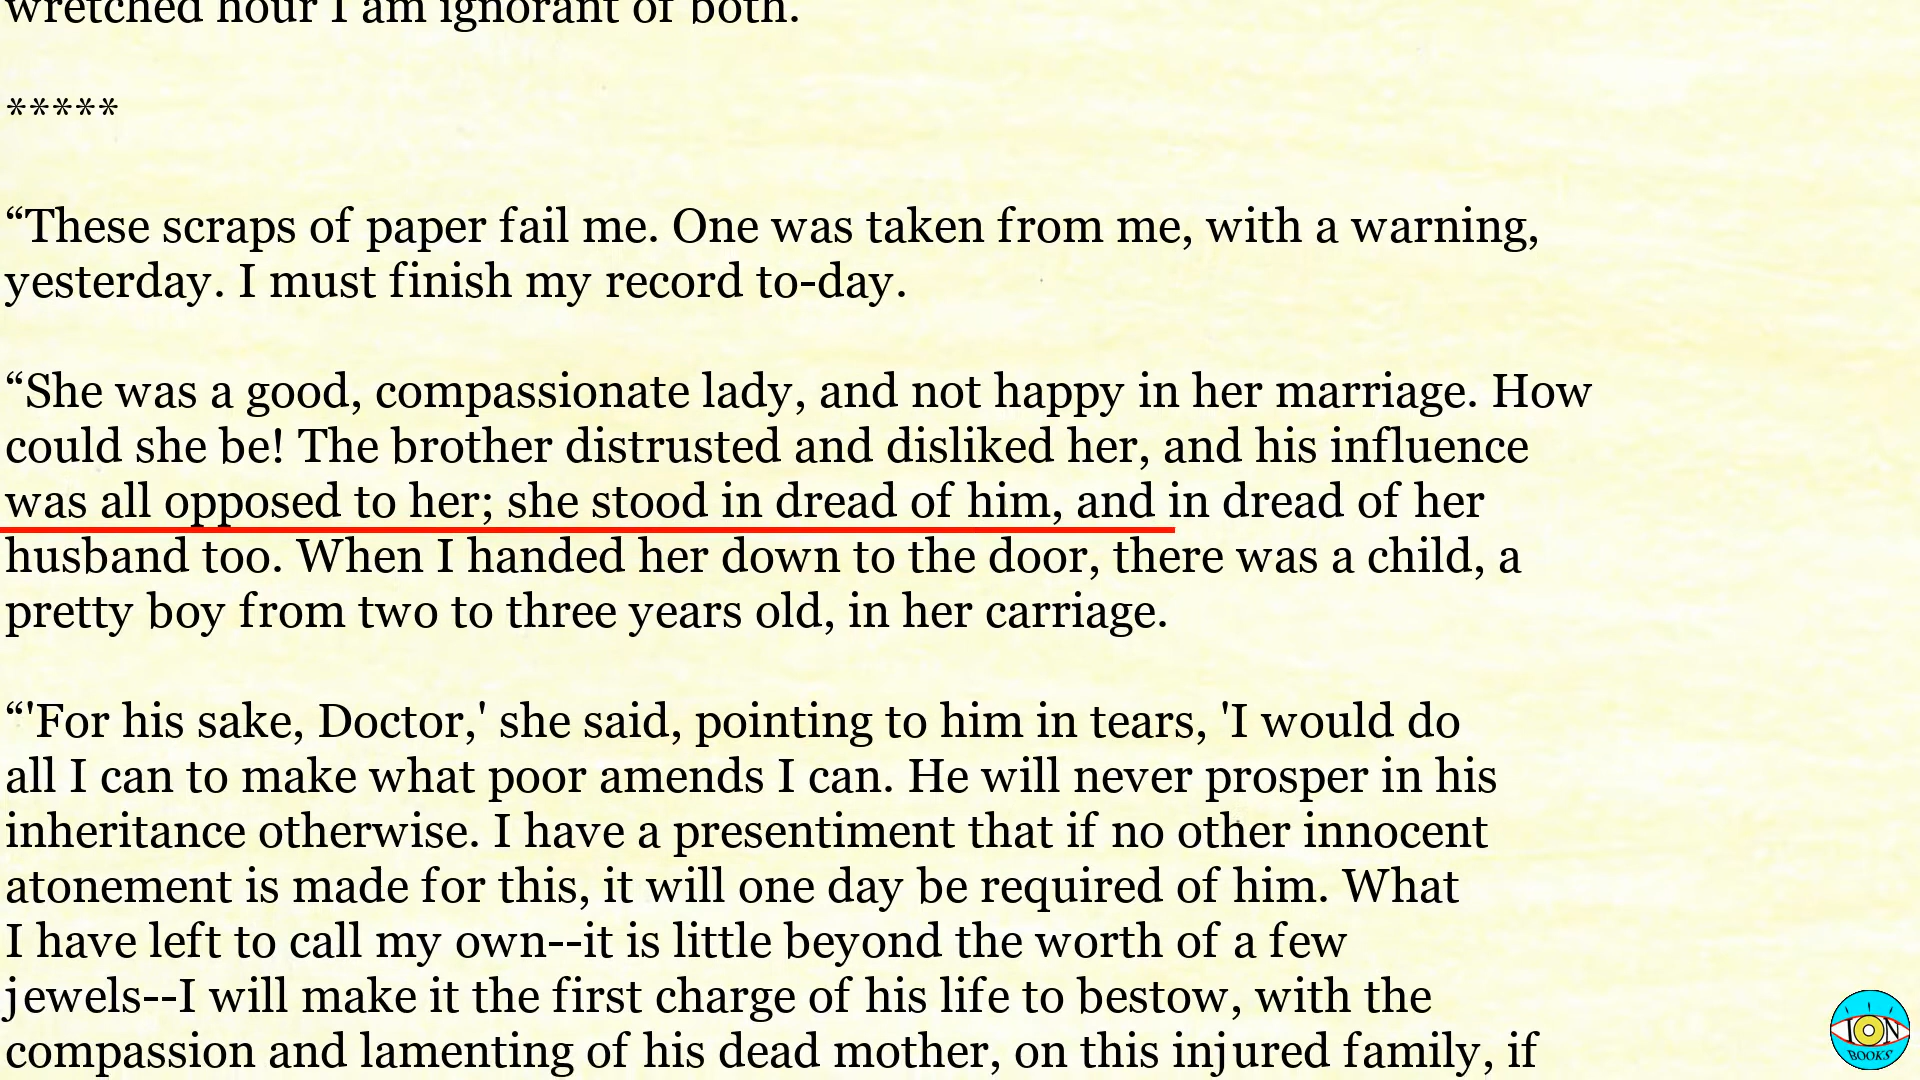 wretched hour I am ignorant of both.
*****
“These scraps of paper fail me. One was taken from me, with a warning,
yesterday. I must finish my record to-day.
“She was a good, compassionate lady, and not happy in her marriage. How
could she be! The brother distrusted and disliked her, and his influence
was all opposed to her; she stood in dread of him, and in dread of her
husband too. When I handed her down to the door, there was a child, a
pretty boy from two to three years old, in her carriage.
“'For his sake, Doctor,' she said, pointing to him in tears, 'I would do
all I can to make what poor amends I can. He will never prosper in his
inheritance otherwise. I have a presentiment that if no other innocent
atonement is made for this, it will one day be required of him. What
I have left to call my own--it is little beyond the worth of a few
jewels--I will make it the first charge of his life to bestow, with the
compassion and lamenting of his dead mother, on this injured family, if
ION
BOOKS